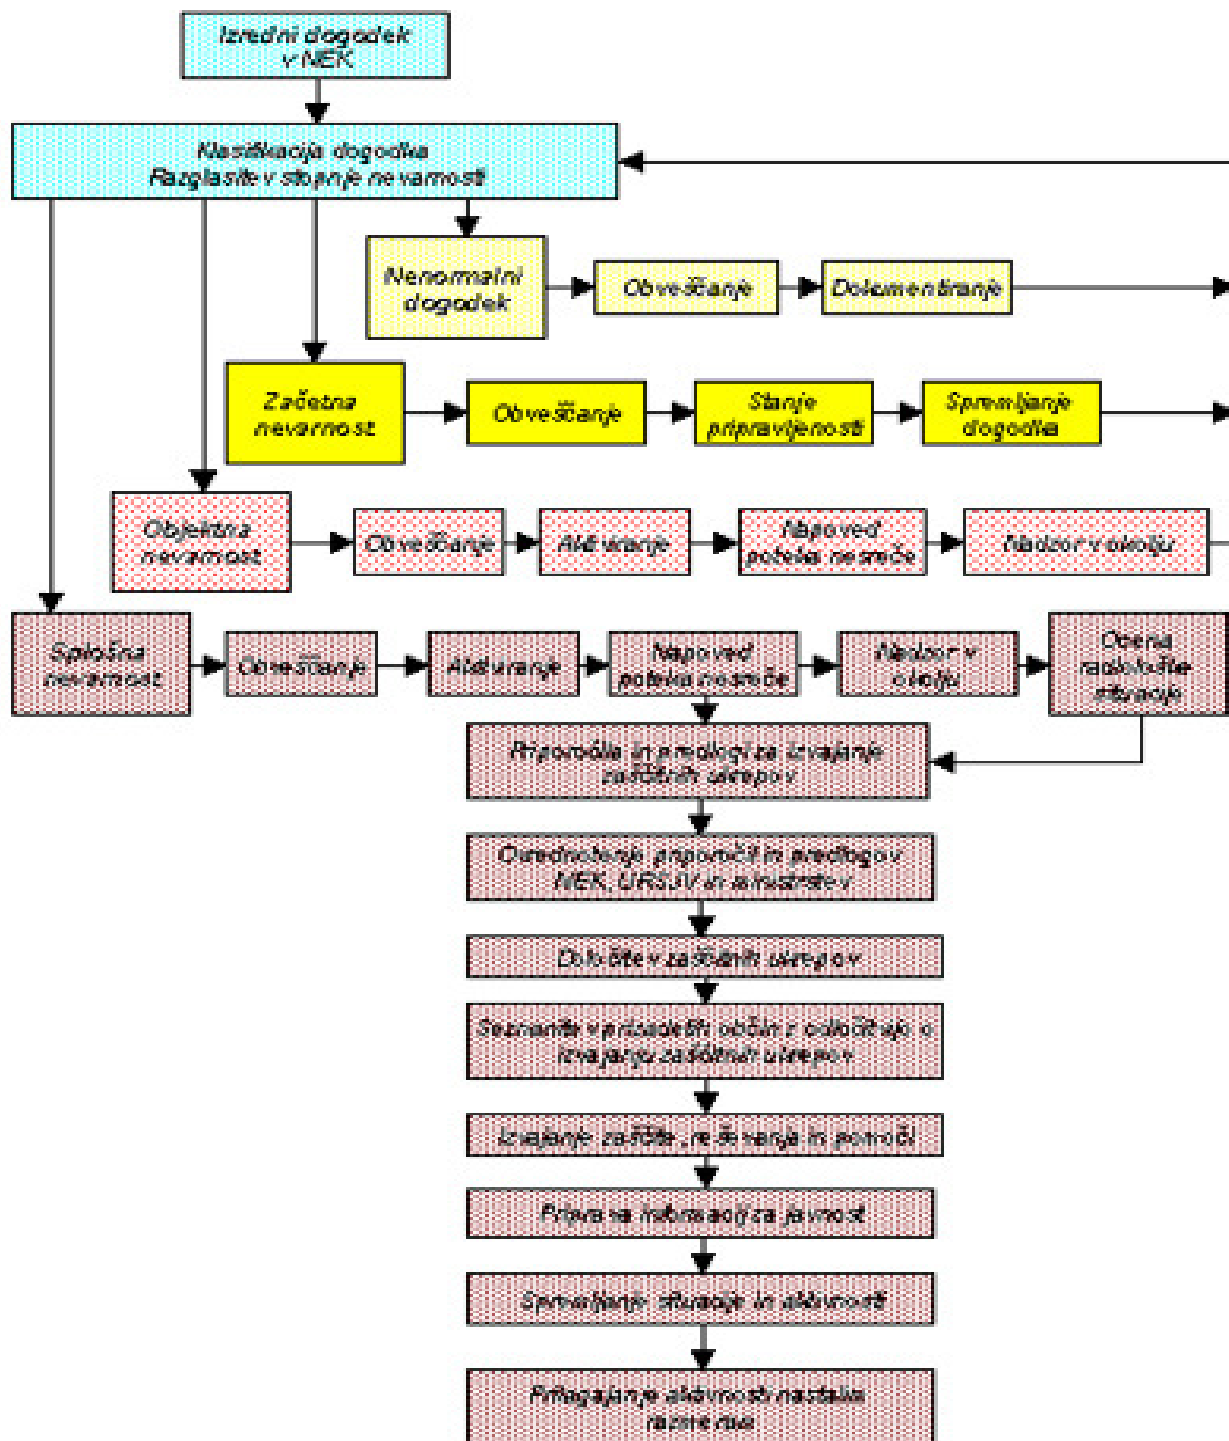 Izredni dogodek
v NEK
Klasifikacija dogodka
Razglasitev stopnje nevarnosti
Nenormalni
dogodek
Obveščanje
Dokumentiranje
Začetna
nevarnost
Obveščanje
Stanje
pripravljenosti
Spremljanje
dogodka
Objektna
nevarnost
Obveščanje
Aktiviranje
Napoved
poteka nesreče
Nadzor v okolju
Splošna
nevarnost
Obveščanje
Aktiviranje
Napoved
poteka nesreče
Nadzor v
okolju
Ocena
radiološke
situacije
Priporočila in predlogi za izvajanje
zaščitnih ukrepov
Ovrednotenje priporočil in predlogov
NEK, URSJV in ministrstev
Določitev zaščitnih ukrepov
Seznanitev prizadetih občin z odločitvijo o
izvajanju zaščitnih ukrepov
Izvajanje zaščite, reševanja in pomoči
Priprava informacij za javnost
Spremljanje situacije in aktivnosti
Prilagajanje aktivnosti nastalim
razmeram